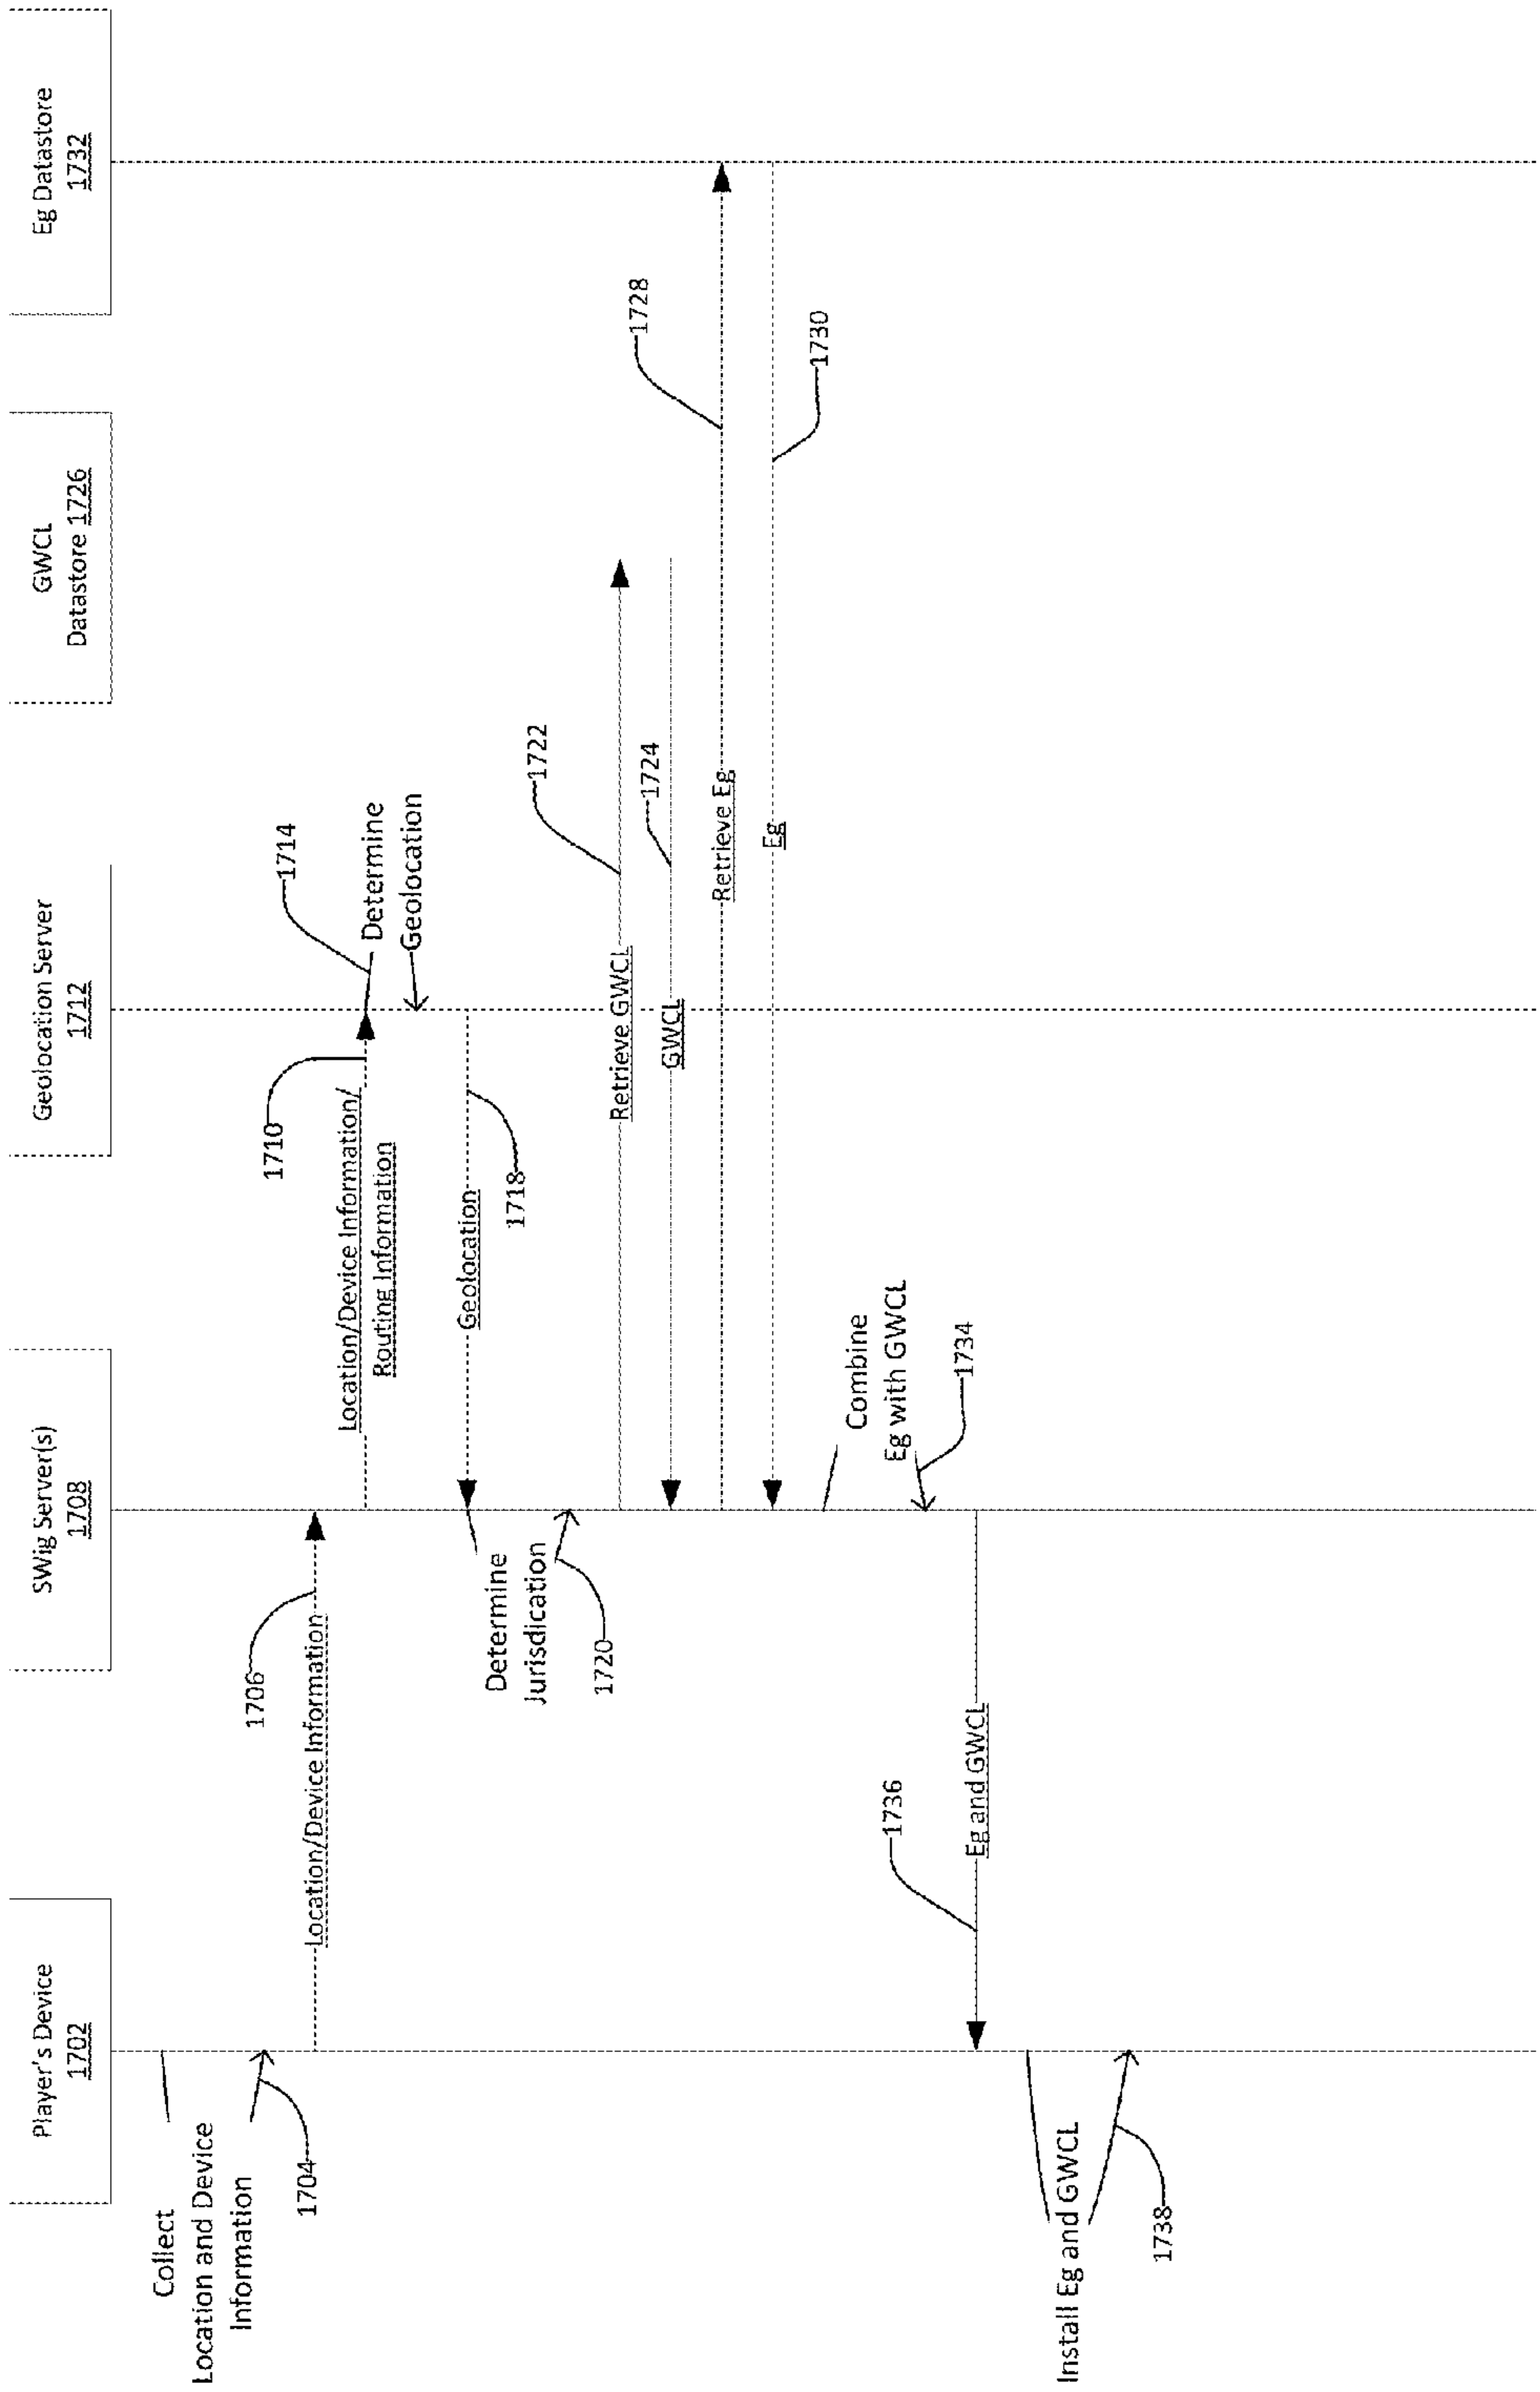 Player's Device
1702
SWig Server(s)
1708
Geolocation Server
1712
GWCL
Datastore 1726
Eg Datastore
1732
Collect
Location and Device
Information
1704
Location/Device Information
1706
Location/Device Information/
Routing Information
1710
Determine
Geolocation
1714
Geolocation
1718
Determine
Jurisdication
1720
Retrieve GWCL
1722
GWCL
1724
Retrieve Eg
1728
Eg
1730
Combine
Eg with GWCL
1734
Eg and GWCL
1736
Install Eg and GWCL
1738